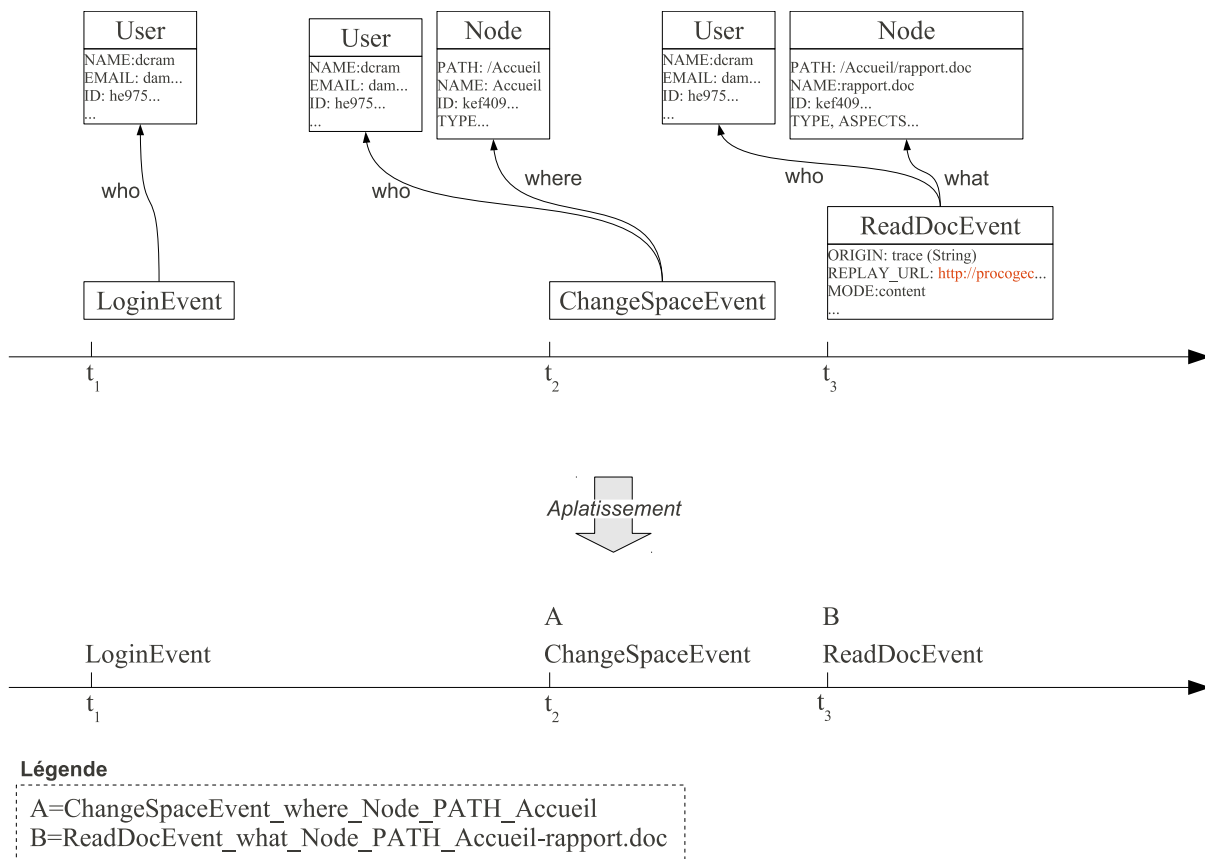 User
NAME:dcram
EMAIL: dam...
ID: he975...
...
User
NAME:dcram
EMAIL: dam...
ID: he975...
...
Node
PATH: /Accueil
NAME: Accueil
ID: kef409...
TYPE...
User
NAME:dcram
EMAIL: dam...
ID: he975...
...
Node
PATH: /Accueil/rapport.doc
NAME:rapport.doc
ID: kef409...
TYPE, ASPECTS...
who
who
where
who
what
LoginEvent
ChangeSpaceEvent
ReadDocEvent
ORIGIN: trace (String)
REPLAY_URL: http://procogec...
MODE:content
...
t1
t2
t3
Aplatissement
A
B
LoginEvent
ChangeSpaceEvent
ReadDocEvent
t1
t2
t3
Légende
A=ChangeSpaceEvent_where_Node_PATH_Accueil
B=ReadDocEvent_what_Node_PATH_Accueil-rapport.doc